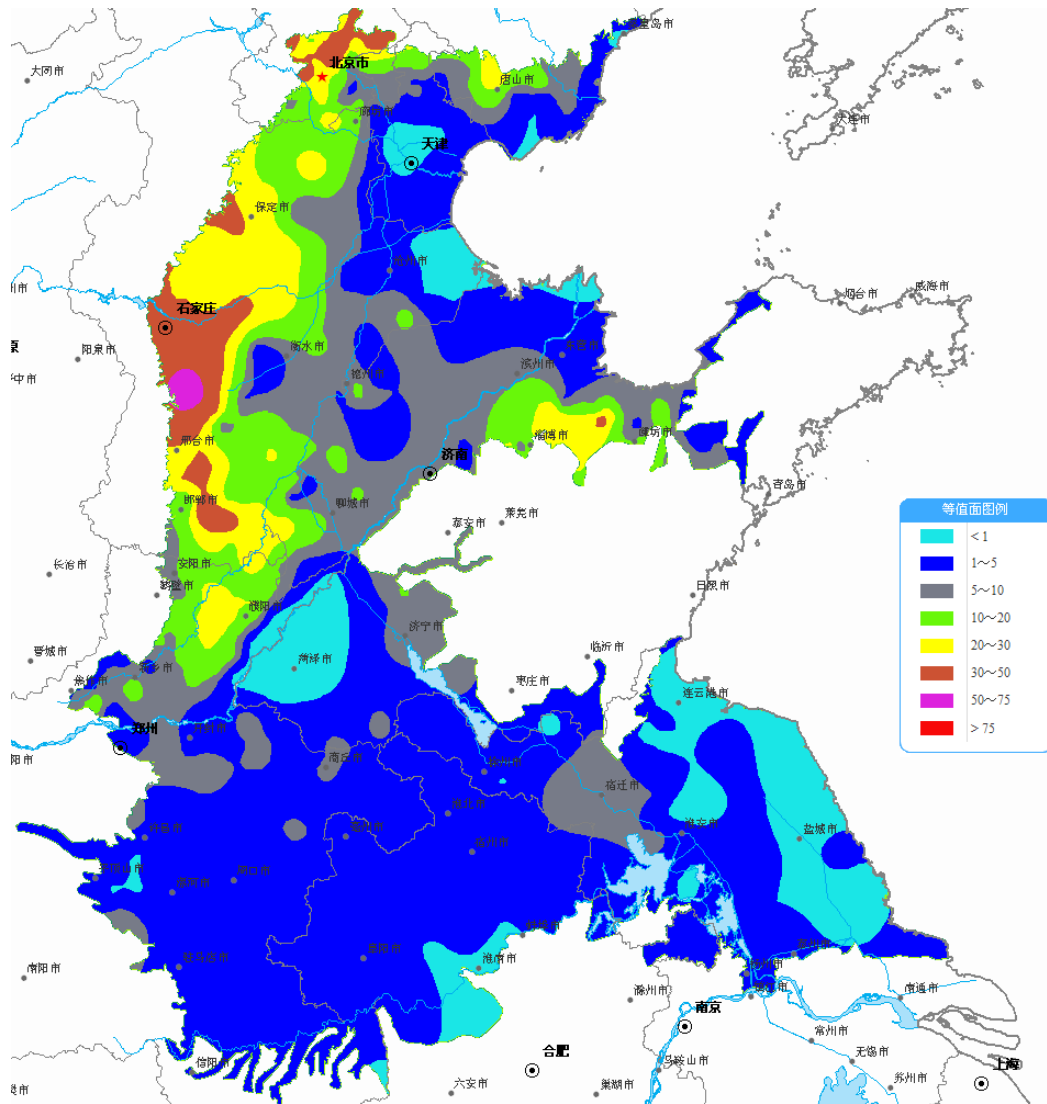 北京市
大同市
唐山市
大连市
天津
保定市
沧州市
石家庄
烟台市
威海市
阳泉市
衡水市
滨州市
德州市
邢台市
淄博市
潍坊市
济南
青岛市
邯郸市
聊城市
泰安市
莱芜市
等值面图例
<1
1～5
5～10
10～20
20～30
30～50
50～75
>75
长治市
安阳市
鹤壁市
濮阳市
日照市
济宁市
晋城市
菏泽市
临沂市
焦作市
新乡市
枣庄市
连云港市
郑州
开封市
商丘市
徐州市
宿迁市
许昌市
亳州市
淮北市
淮安市
盐城市
平顶山市
漯河市
周口市
宿州市
蚌埠市
南阳市
驻马店市
阜阳市
淮南市
滁州市
南通市
南京
常州市
信阳市
合肥
马鞍山市
无锡市
上海
六安市
巢湖市
苏州市